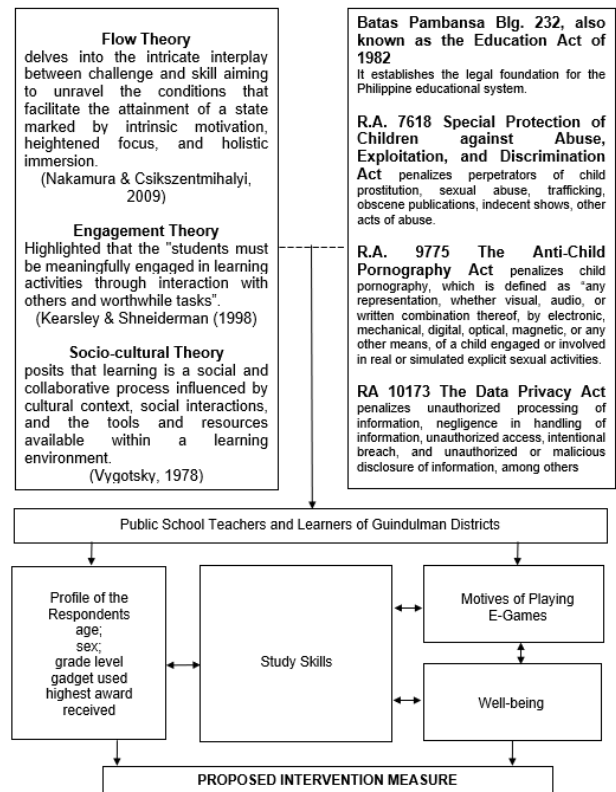 Flow Theory
delves into the intricate interplay
between challenge and skill aiming
to unravel the conditions that
facilitate the attainment of a state
marked by intrinsic motivation,
heightened focus, and holistic
immersion.
(Nakamura & Csikszentmihalyi,
2009)
Engagement Theory
Highlighted that the "students must
be meaningfully engaged in learning
activities through interaction with
others and worthwhile tasks".
(Kearsley & Shneiderman (1998)
Socio-cultural Theory
posits that learning is a social and
collaborative process influenced by
cultural context, social interactions,
and the tools and resources
available within a learning
environment.
(Vygotsky, 1978)
Batas Pambansa Blg. 232, also
known as the Education Act of
1982
It establishes the legal foundation for the
Philippine educational system.
R.A. 7618 Special Protection of
Children against Abuse,
Exploitation, and Discrimination
Act penalizes perpetrators of child
prostitution, sexual abuse, trafficking,
obscene publications, indecent shows, other
acts of abuse.
R.A. 9775 The Anti-Child
Pornography Act penalizes child
pornography, which is defined as “any
representation, whether visual, audio, or
written combination thereof, by electronic,
mechanical, digital, optical, magnetic, or any
other means, of a child engaged or involved
in real or simulated explicit sexual activities.
RA 10173 The Data Privacy Act
penalizes unauthorized processing of
information, negligence in handling of
information, unauthorized access, intentional
breach, and unauthorized or malicious
disclosure of information, among others
Public School Teachers and Learners of Guindulman Districts
Profile of the
Respondents
age;
sex;
grade level
gadget used
highest award
received
Study Skills
Motives of Playing
E-Games
Well-being
PROPOSED INTERVENTION MEASURE